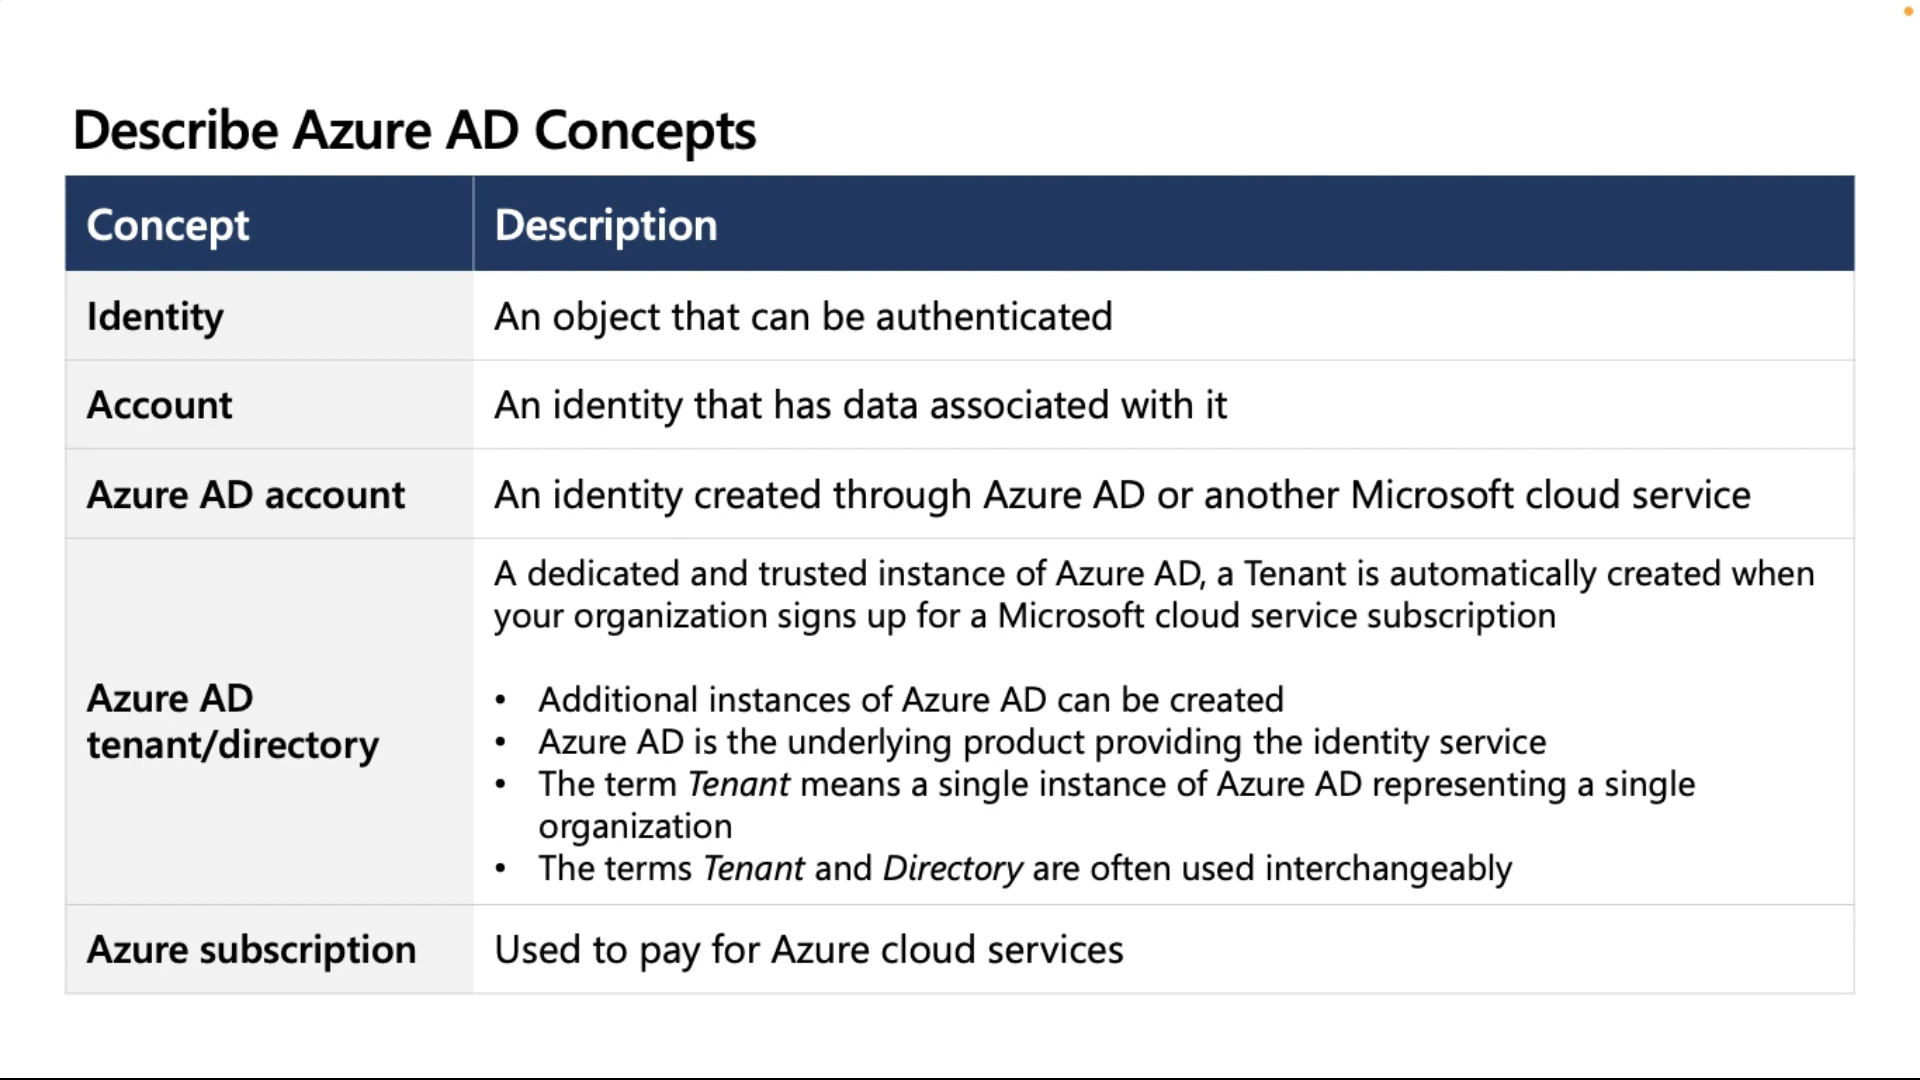 Describe Azure AD Concepts
Concept
Description
Identity
An object that can be authenticated
Account
An identity that has data associated with it
Azure AD account
An identity created through Azure AD or another Microsoft cloud service
Azure AD
tenant/directory
A dedicated and trusted instance of Azure AD, a Tenant is automatically created when
your organization signs up for a Microsoft cloud service subscription
• Additional instances of Azure AD can be created
• Azure AD is the underlying product providing the identity service
• The term Tenant means a single instance of Azure AD representing a single
organization
• The terms Tenant and Directory are often used interchangeably
Azure subscription
Used to pay for Azure cloud services